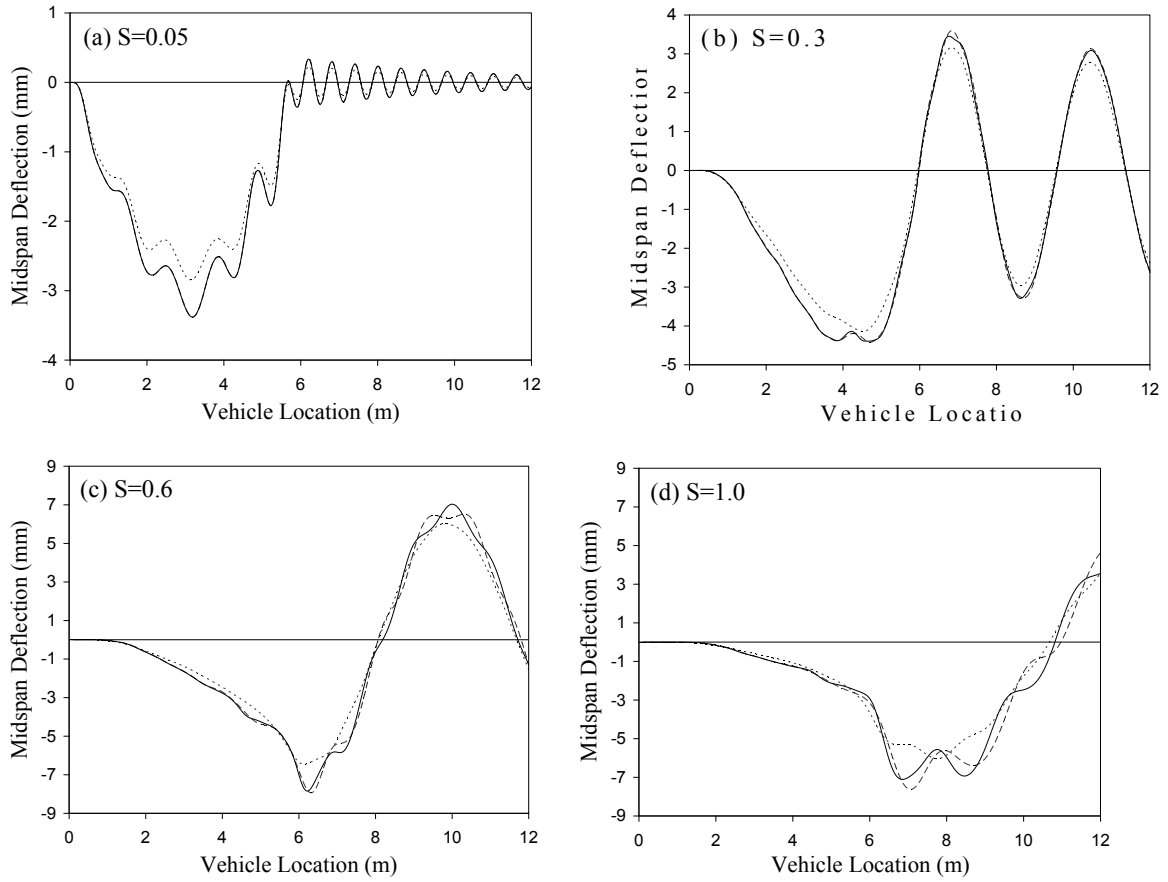 (a) S=0.05
Midspan Deflection (mm)
1
0
-1
-2
-3
-4
0 2 4 6 8 10 12
Vehicle Location (m)
(b) S=0.3
Midspan Deflection
4
3
2
1
0
-1
-2
-3
-4
-5
0 2 4 6 8 10 12
Vehicle Locatio
(c) S=0.6
Midspan Deflection (mm)
9
7
5
3
1
-1
-3
-5
-7
-9
0 2 4 6 8 10 12
Vehicle Location (m)
(d) S=1.0
Midspan Deflection (mm)
9
7
5
3
1
-1
-3
-5
-7
-9
0 2 4 6 8 10 12
Vehicle Location (m)